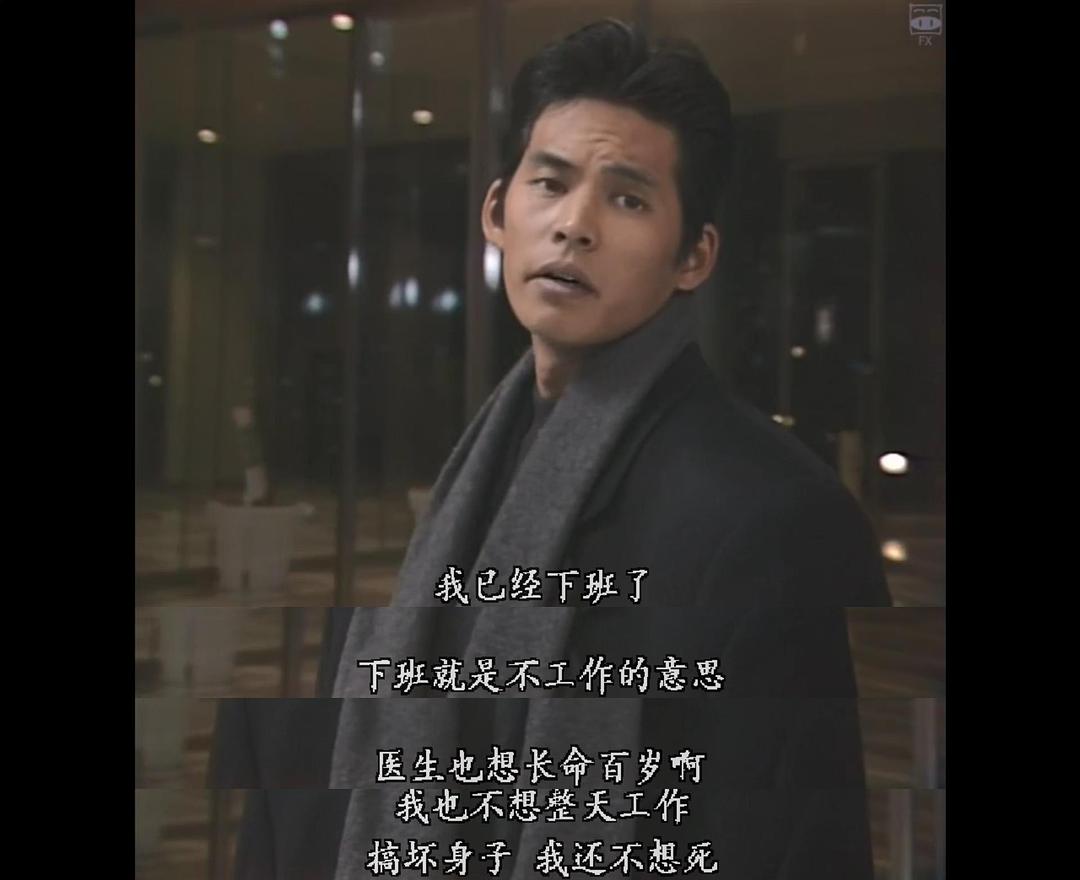 FX
我已经下班了
下班就是不工作的意思
医生也想长命百岁啊
我也不想整天工作
搞坏身子 我还不想死